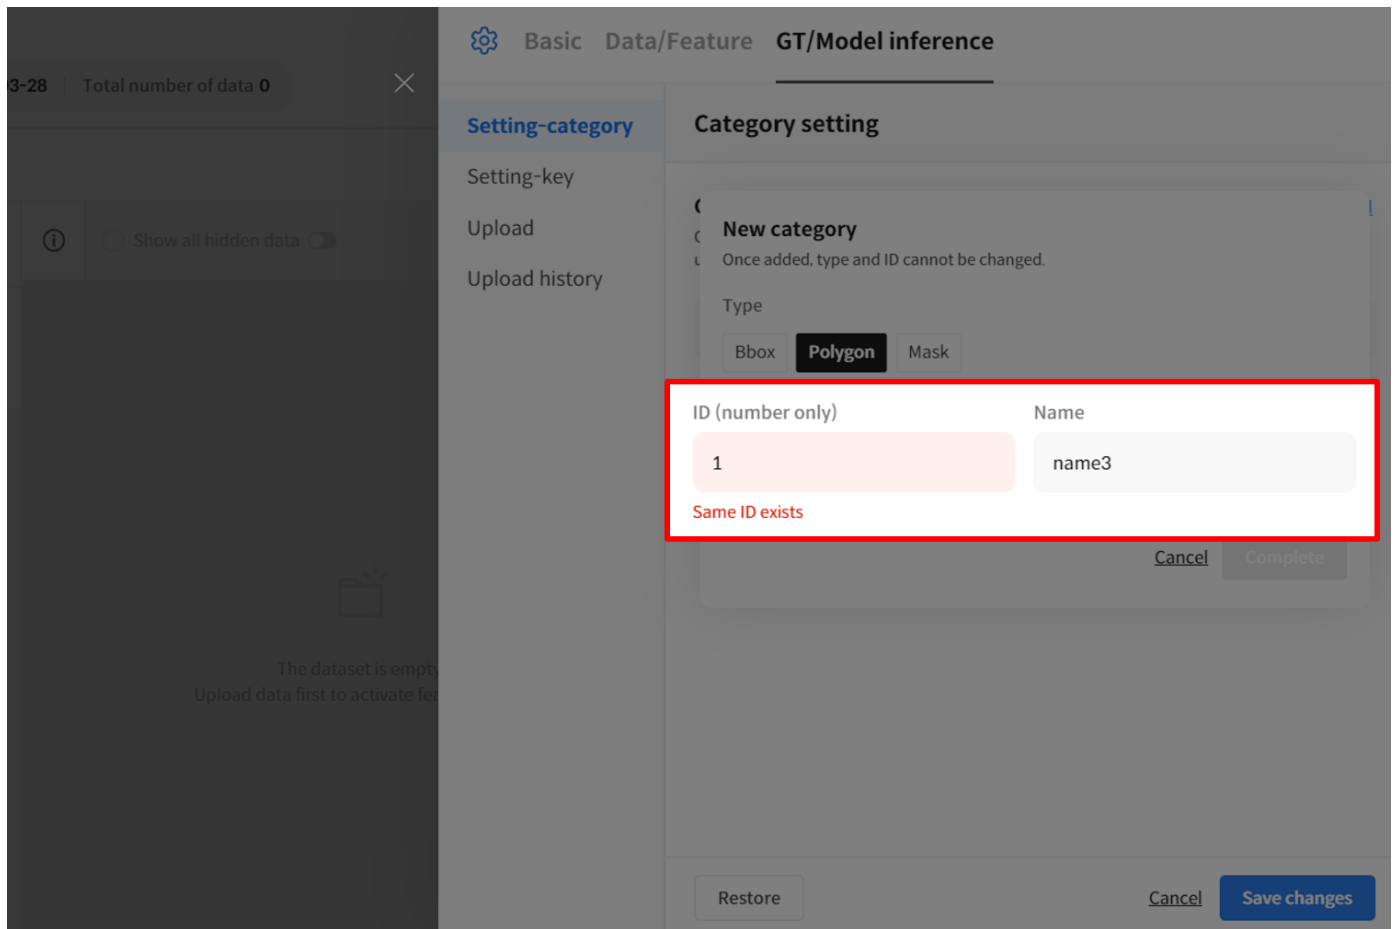 Basic Data/Feature GT/Model inference
03-28 Total number of data 0
Setting-category
Setting-key
Upload
Upload history
Show all hidden data
The dataset is empty
Upload data first to activate fea
Category setting
New category
Once added, type and ID cannot be changed.
Type
Bbox Polygon Mask
ID (number only) Name
1 name3
Same ID exists
Cancel Complete
Restore Cancel Save changes